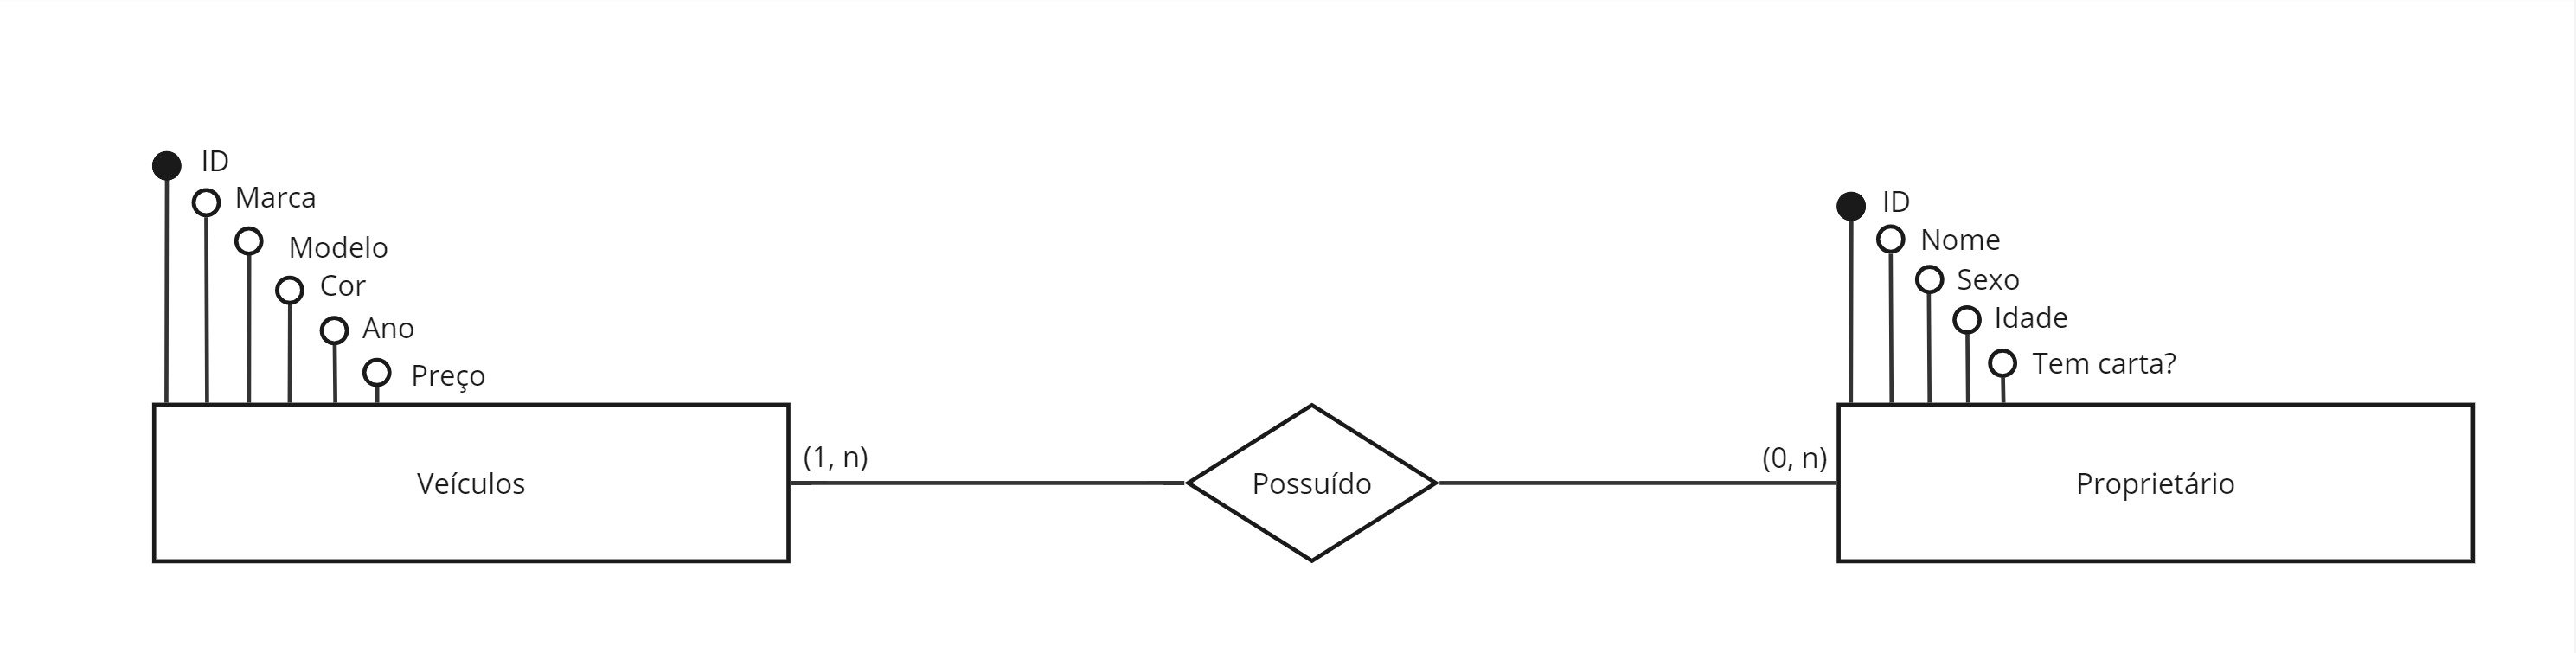 ID
Marca
Modelo
Cor
Ano
Preço
Veículos
(1, n)
Possuído
(0, n)
ID
Nome
Sexo
Idade
Tem carta?
Proprietário